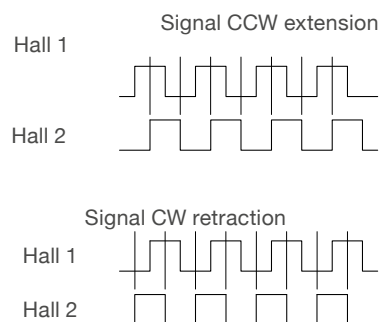 Signal CCW extension
Hall 1
Hall 2
Signal CW retraction
Hall 1
Hall 2